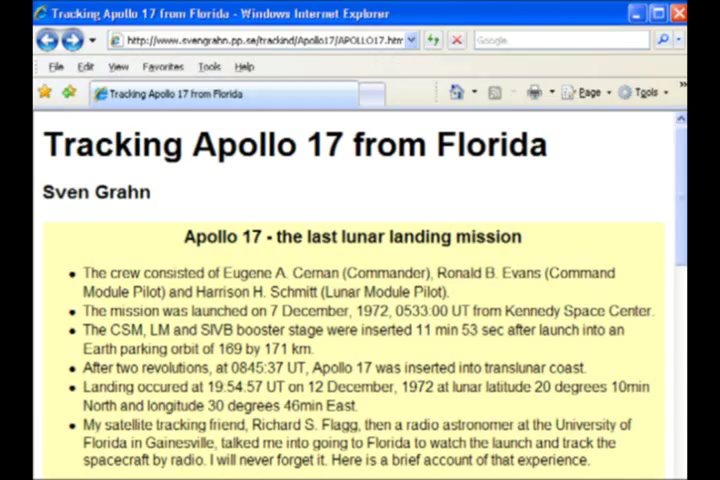 Tracking Apollo 17 from Florida - Windows Internet Explorer
http://www.svengrahn.pp.se/trackind/Apollo17/APOLLO17.htm
Google
File Edit View Favorites Tools Help
Tracking Apollo 17 from Florida
Page Tools
Tracking Apollo 17 from Florida
Sven Grahn
Apollo 17 - the last lunar landing mission
The crew consisted of Eugene A. Cernan (Commander), Ronald B. Evans (Command
Module Pilot) and Harrison H. Schmitt (Lunar Module Pilot).
The mission was launched on 7 December, 1972, 0533:00 UT from Kennedy Space Center.
The CSM, LM and SIVB booster stage were inserted 11 min 53 sec after launch into an
Earth parking orbit of 169 by 171 km.
After two revolutions, at 0845:37 UT, Apollo 17 was inserted into translunar coast.
Landing occured at 19:54:57 UT on 12 December, 1972 at lunar latitude 20 degrees 10min
North and longitude 30 degrees 46min East.
My satellite tracking friend, Richard S. Flagg, then a radio astronomer at the University of
Florida in Gainesville, talked me into going to Florida to watch the launch and track the
spacecraft by radio. I will never forget it. Here is a brief account of that experience.